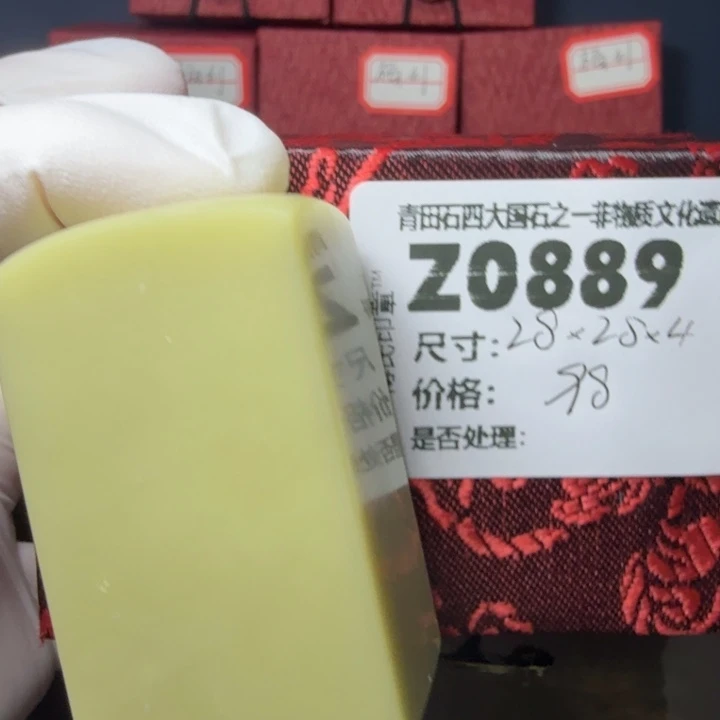 青田石四大国石之一非物质文化遗
Z0889
尺寸: 28×28×4
价格: 98
是否处理: